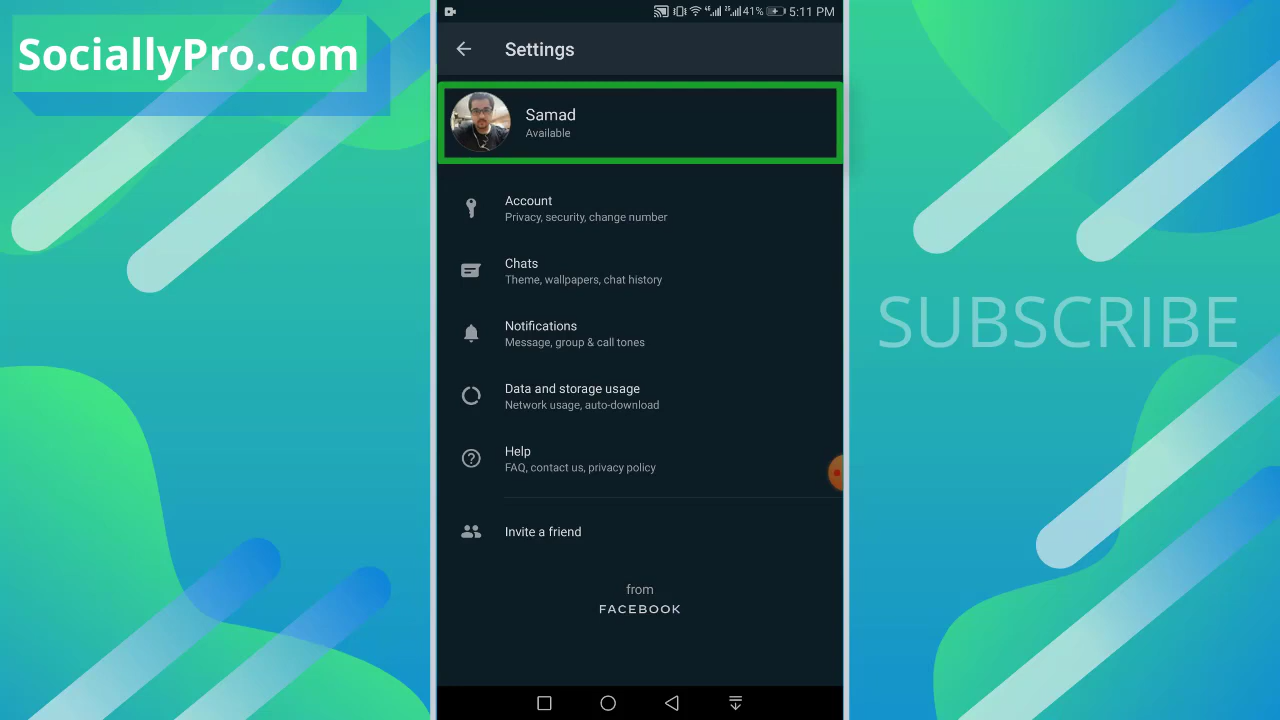 SociallyPro.com
4G 2G 41% 5:11 PM
Settings
Samad
Available
Account
Privacy, security, change number
Chats
Theme, wallpapers, chat history
SUBSCRIBE
Notifications
Message, group & call tones
Data and storage usage
Network usage, auto-download
Help
FAQ, contact us, privacy policy
Invite a friend
from
FACEBOOK